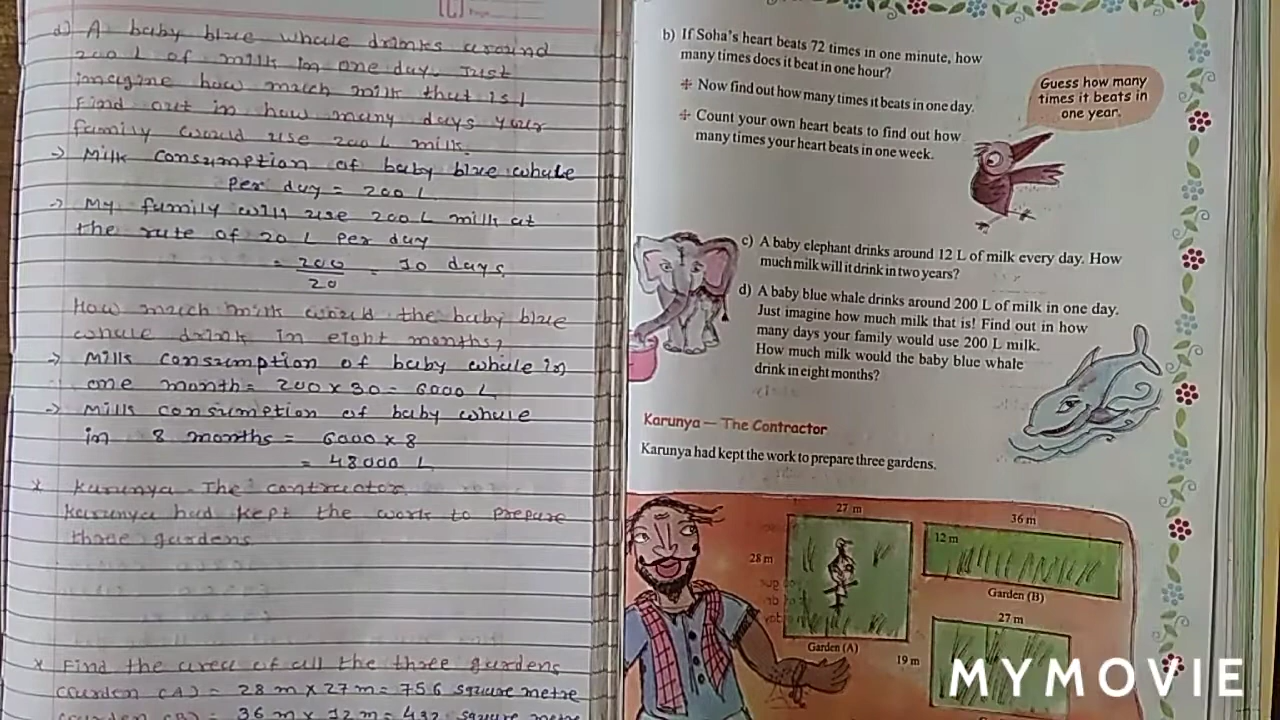 Page
d) A baby blue whale drinks around
200 L of milk in one day. Just
imagine how much milk that is!
Find out in how many days your
family would use 200 L milk.
→ Milk consumption of baby blue whale
per day = 200 L
→ My family will use 200 L milk at
the rate of 20 L per day
= 200/20 = 10 days.
How much milk would the baby blue
whale drink in eight months?
→ Milk consumption of baby whale in
one month = 200 x 30 = 6000 L
→ Milk consumetion of baby whale
in 8 months = 6000 x 8
= 48000 L
x Karunya - The contractor
Karunya had kept the work to prepare
three gardens
x Find the area of all the three gardens
Garden (A) = 28 m x 27 m = 756 square metre
Garden (B) = 36 m x 12 m = 432 square metre
b) If Soha's heart beats 72 times in one minute, how
many times does it beat in one hour?
✢ Now find out how many times it beats in one day.
✢ Count your own heart beats to find out how
many times your heart beats in one week.
Guess how many
times it beats in
one year.
c) A baby elephant drinks around 12 L of milk every day. How
much milk will it drink in two years?
d) A baby blue whale drinks around 200 L of milk in one day.
Just imagine how much milk that is! Find out in how
many days your family would use 200 L milk.
How much milk would the baby blue whale
drink in eight months?
Karunya — The Contractor
Karunya had kept the work to prepare three gardens.
27 m
28 m
Garden (A)
36 m
12 m
Garden (B)
27 m
19 m
MYMOVIE